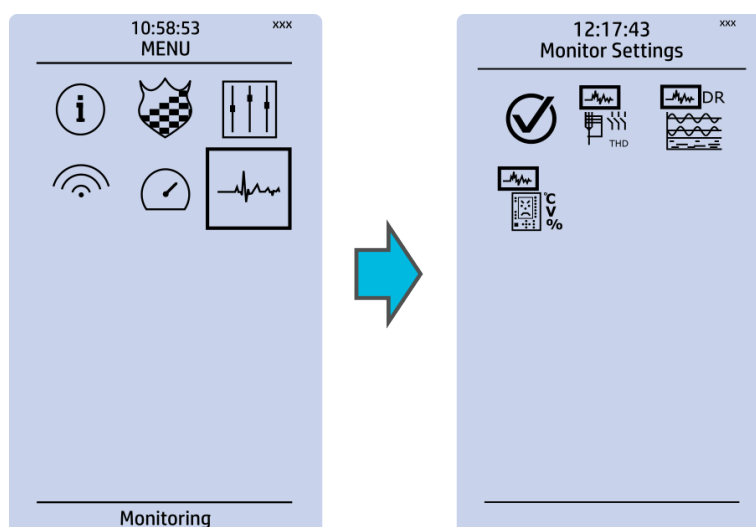 10:58:53
xxx
MENU
i
Monitoring
12:17:43
xxx
Monitor Settings
THD
DR
°C
V
%